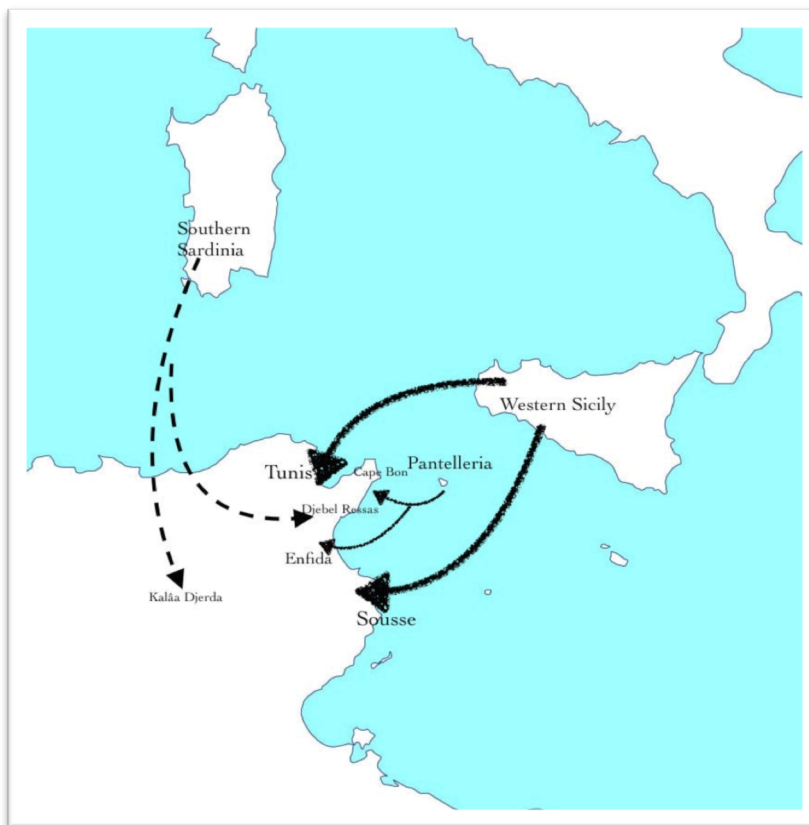 Southern
Sardinia
Western Sicily
Pantelleria
Tunis
Cape Bon
Djebel Ressas
Enfida
Kalâa Djerda
Sousse